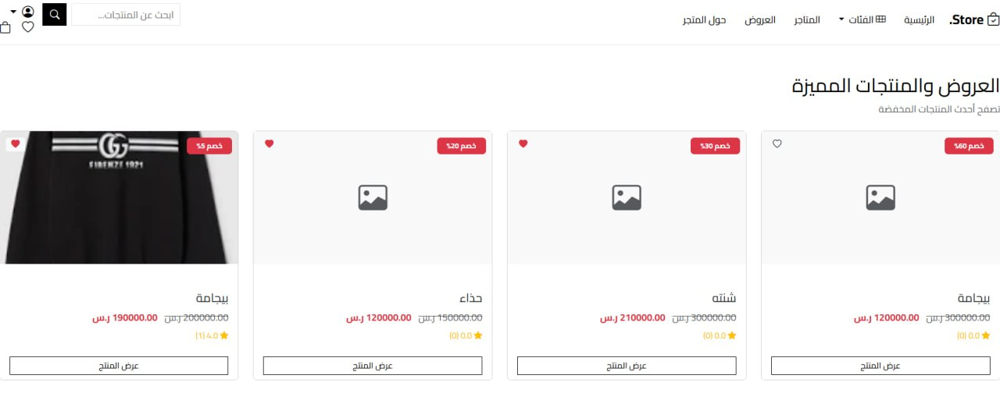 Store.
الرئيسية
الفئات
المتاجر
العروض
حول المتجر
ابحث عن المنتجات...
العروض والمنتجات المميزة
تصفح أحدث المنتجات المخفضة
خصم 60%
بيجامة
300000.00 ر.س 120000.00 ر.س
0.0 (0)
عرض المنتج
خصم 30%
شنته
300000.00 ر.س 210000.00 ر.س
0.0 (0)
عرض المنتج
خصم 20%
حذاء
150000.00 ر.س 120000.00 ر.س
0.0 (0)
عرض المنتج
خصم 5%
GG
FIRENZE 1921
بيجامة
200000.00 ر.س 190000.00 ر.س
4.0 (1)
عرض المنتج